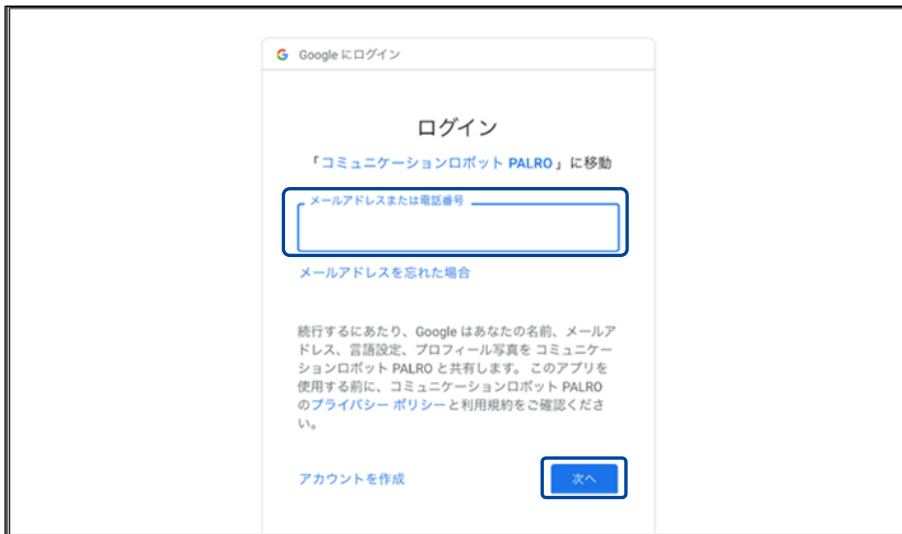 Google にログイン
ログイン
「コミュニケーションロボット PALRO」に移動
メールアドレスまたは電話番号
メールアドレスを忘れた場合
続行するにあたり、Google はあなたの名前、メールア
ドレス、言語設定、プロフィール写真を コミュニケー
ションロボット PALRO と共有します。このアプリを
使用する前に、コミュニケーションロボット PALRO
のプライバシー ポリシーと利用規約をご確認くださ
い。
アカウントを作成
次へ